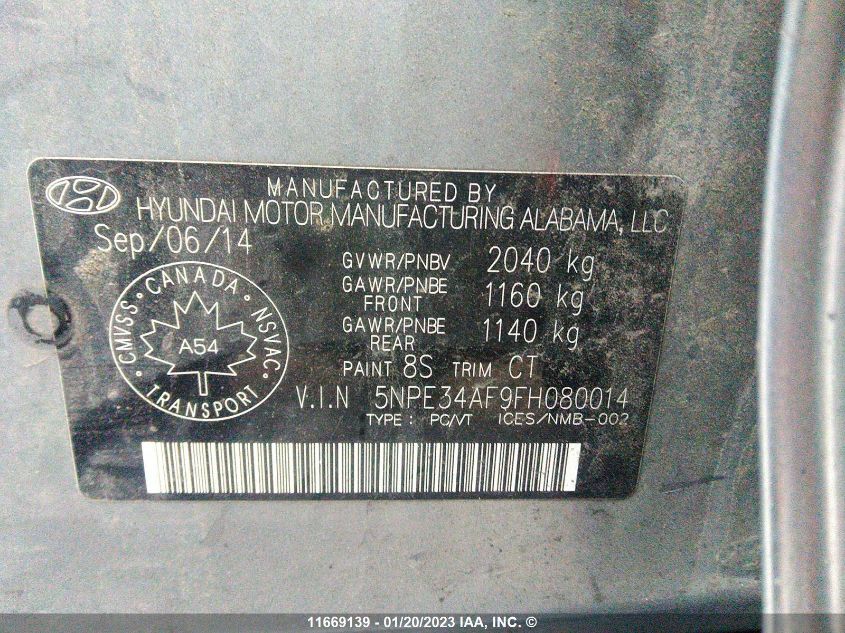 MANUFACTURED BY
HYUNDAI MOTOR MANUFACTURING ALABAMA, LLC
Sep/06/14
GVWR/PNBV 2040 kg
GAWR/PNBE FRONT 1160 kg
GAWR/PNBE REAR 1140 kg
PAINT 8S TRIM CT
V.I.N 5NPE34AF9FH080014
TYPE : PC/VT ICES/NMB-002
CMVSS • CANADA • NSVAC • TRANSPORT •
A54
11669139 - 01/20/2023 IAA, INC. ©